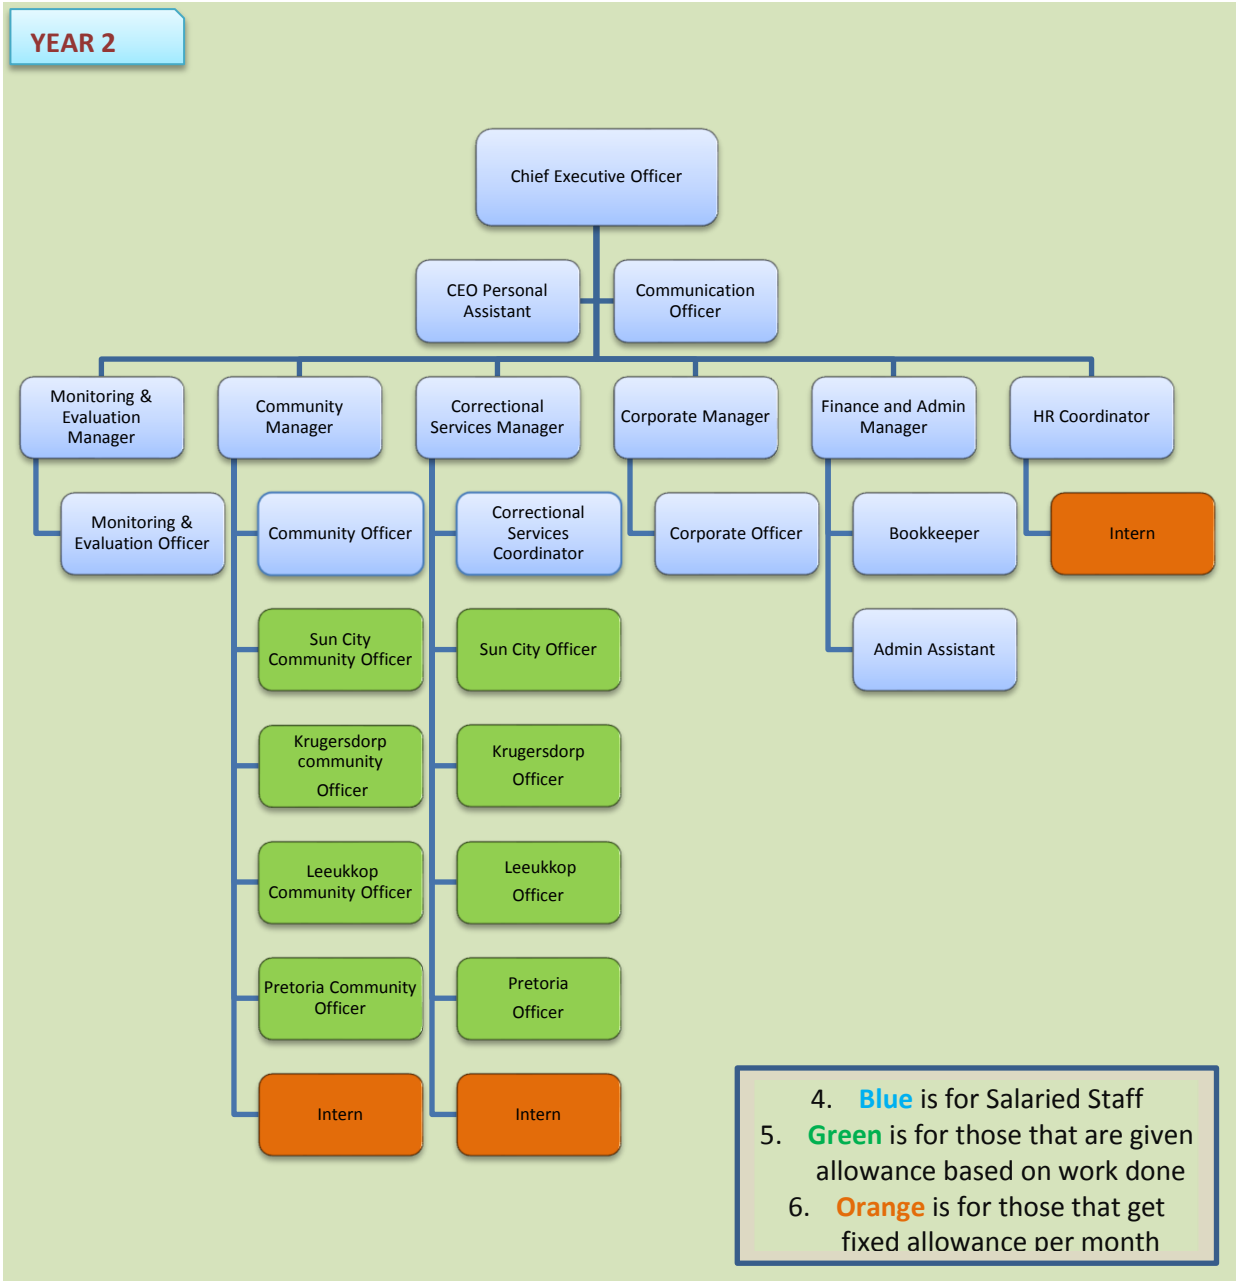 YEAR 2
Chief Executive Officer
CEO Personal
Assistant
Communication
Officer
Monitoring &
Evaluation
Manager
Community
Manager
Correctional
Services Manager
Corporate Manager
Finance and Admin
Manager
HR Coordinator
Monitoring &
Evaluation Officer
Community Officer
Correctional
Services
Coordinator
Corporate Officer
Bookkeeper
Intern
Sun City
Community Officer
Sun City Officer
Admin Assistant
Krugersdorp
community
Officer
Krugersdorp
Officer
Leeukkop
Community Officer
Leeukkop
Officer
Pretoria Community
Officer
Pretoria
Officer
Intern
Intern
4. Blue is for Salaried Staff
5. Green is for those that are given
allowance based on work done
6. Orange is for those that get
fixed allowance per month